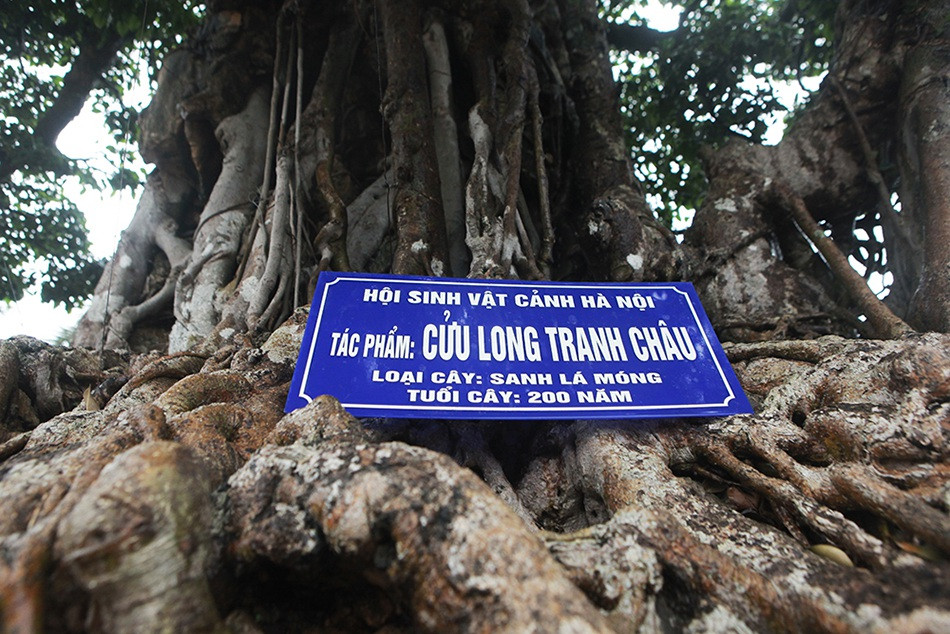 HỘI SINH VẬT CẢNH HÀ NỘI
TÁC PHẨM: CỬU LONG TRANH CHÂU
LOẠI CÂY: SANH LÁ MÓNG
TUỔI CÂY: 200 NĂM